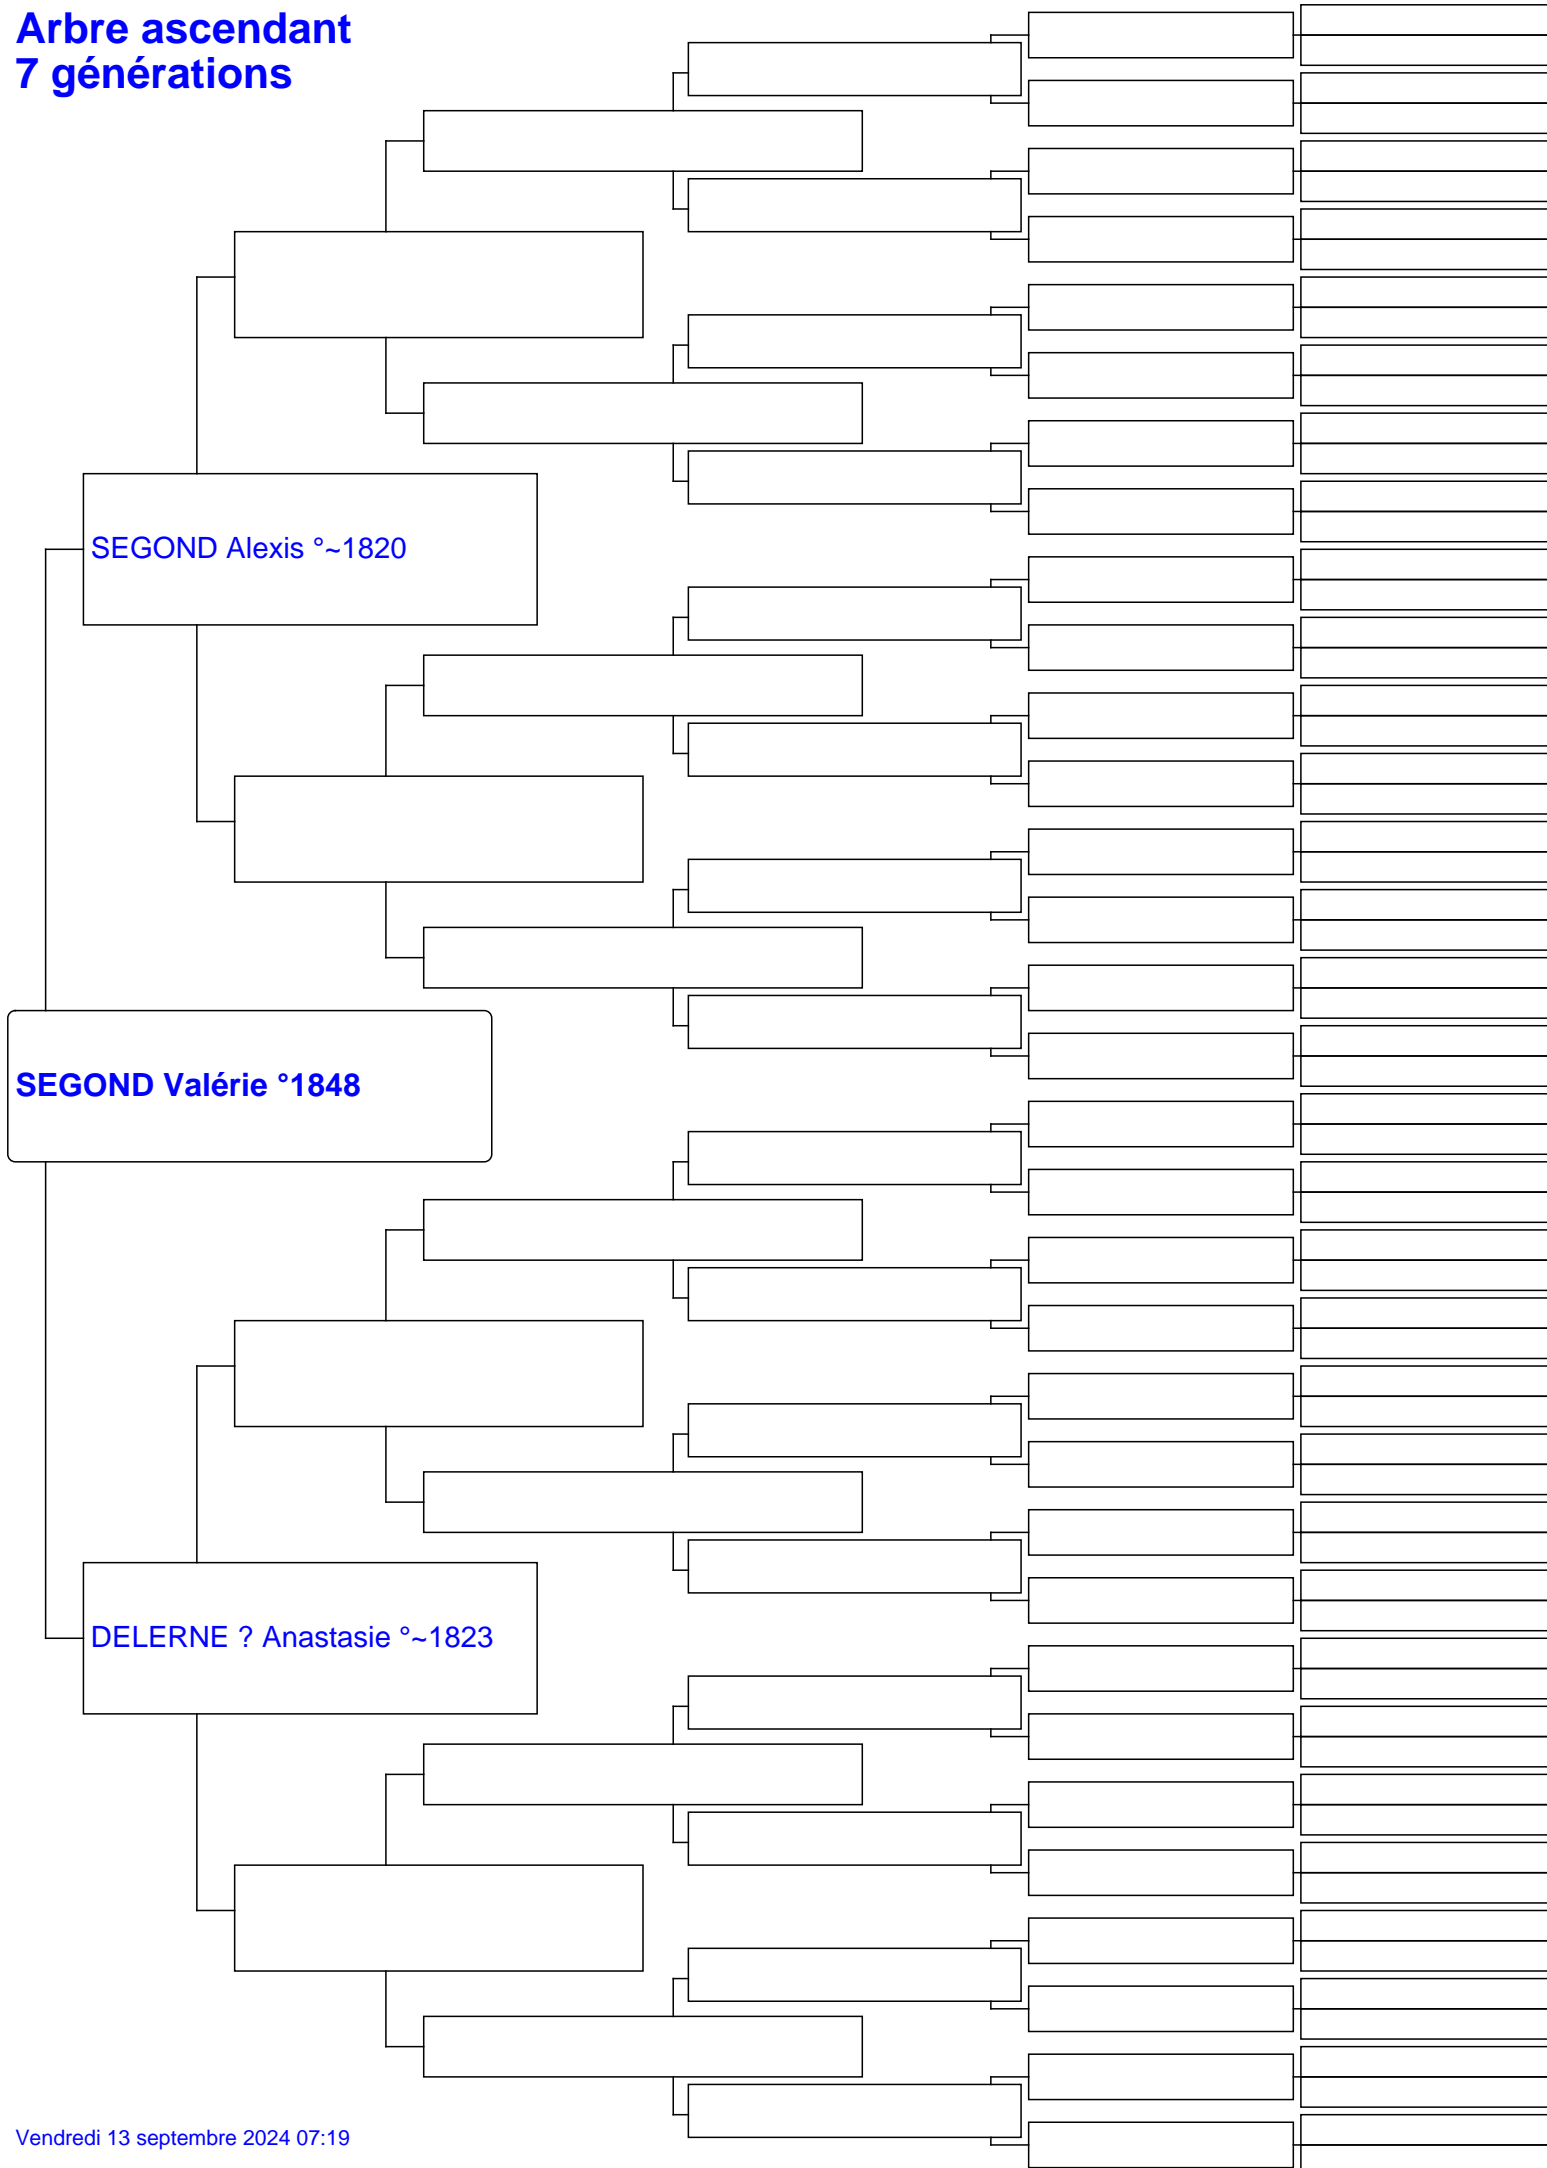 Arbre ascendant
7 générations
SEGOND Alexis °~1820
SEGOND Valérie °1848
DELERNE ? Anastasie °~1823
Vendredi 13 septembre 2024 07:19